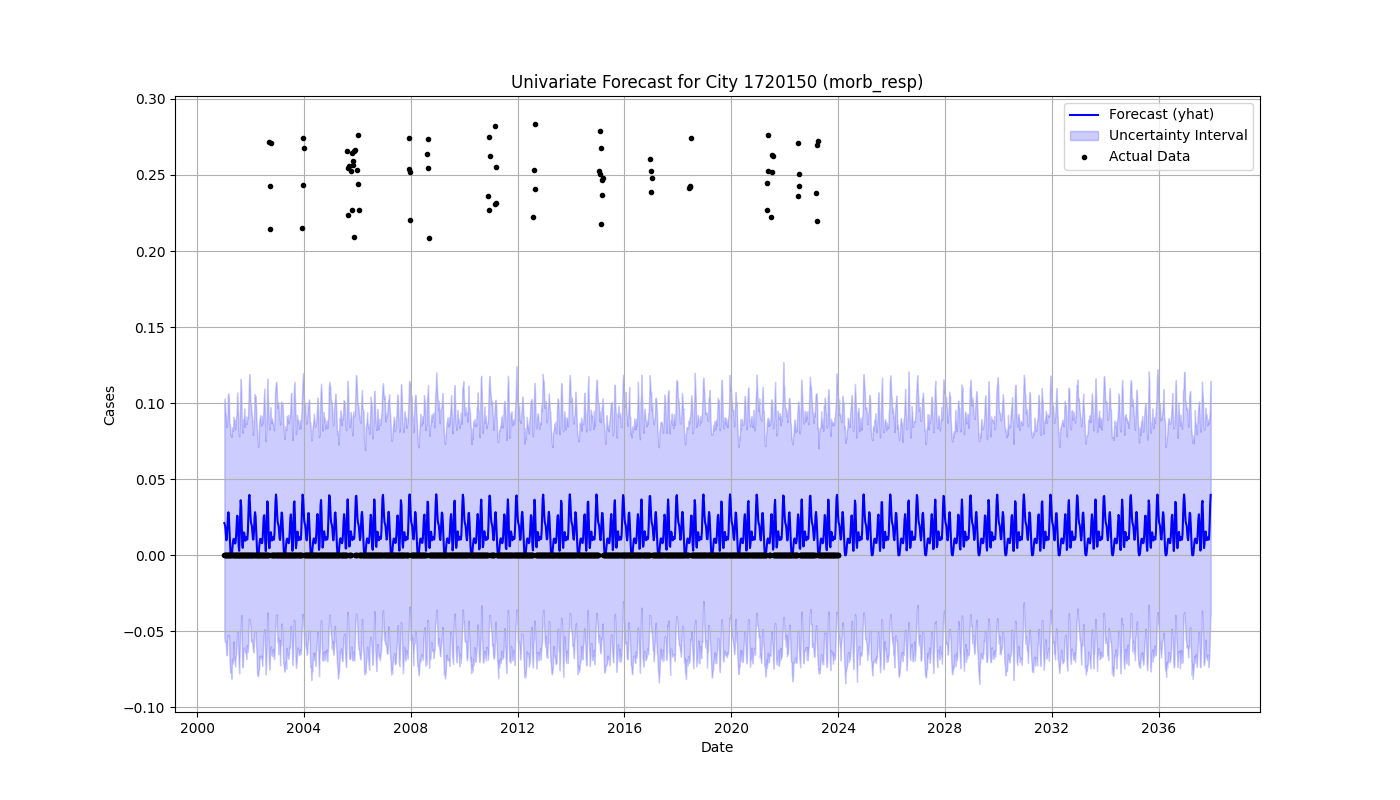 Univariate Forecast for City 1720150 (morb_resp)
Forecast (yhat)
Uncertainty Interval
Actual Data
Cases
0.30
0.25
0.20
0.15
0.10
0.05
0.00
−0.05
−0.10
2000 2004 2008 2012 2016 2020 2024 2028 2032 2036
Date